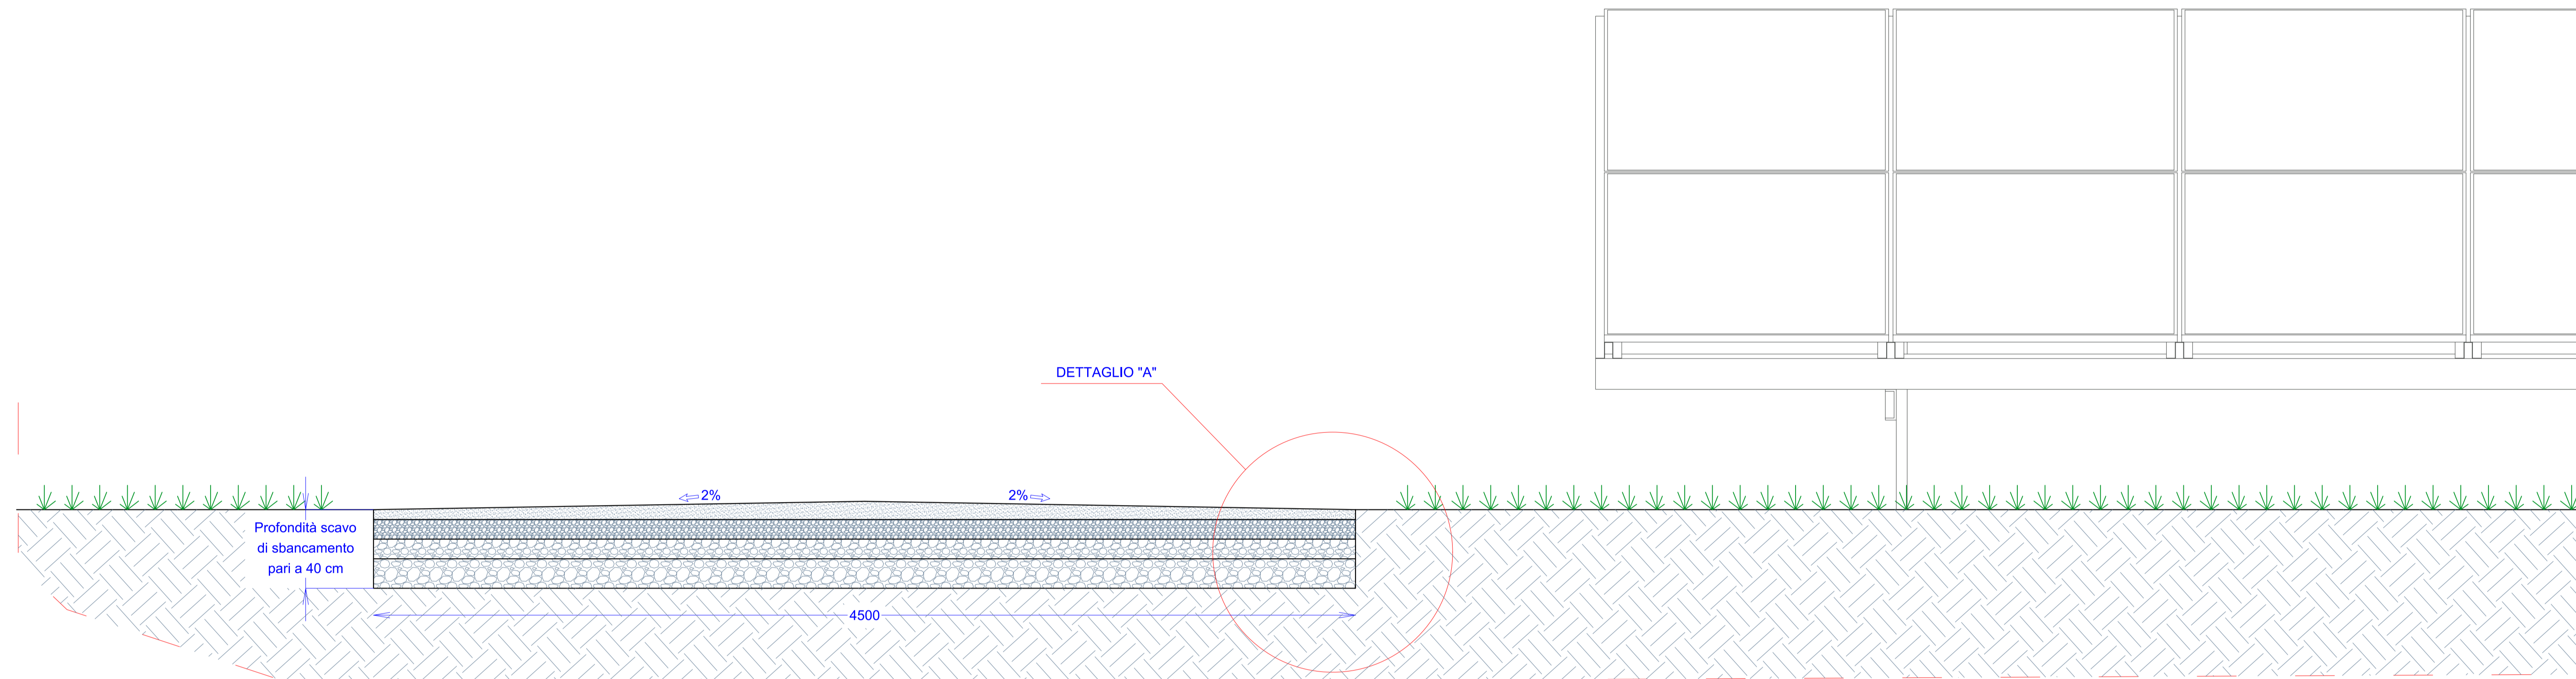 DETTAGLIO "A"
2%
2%
Profondità scavo
di sbancamento
pari a 40 cm
4500